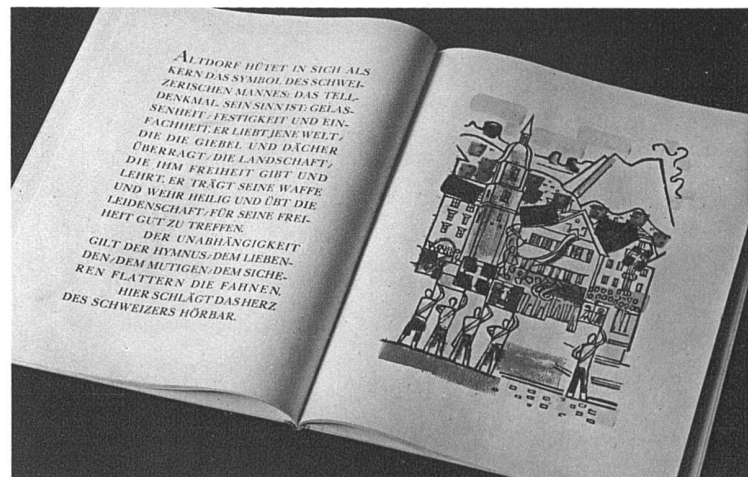 ALTDORF HÜTET IN SICH ALS
KERN DAS SYMBOL DES SCHWEI-
ZERISCHEN MANNES: DAS TELL-
DENKMAL. SEIN SINN IST: GELAS-
SENHEIT / FESTIGKEIT UND EIN-
FACHHEIT. ER LIEBT JENE WELT /
DIE DIE GIEBEL UND DÄCHER
ÜBERRAGT / DIE LANDSCHAFT /
DIE IHM FREIHEIT GIBT UND
LEHRT. ER TRÄGT SEINE WAFFE
UND WEHR HEILIG UND ÜBT DIE
LEIDENSCHAFT / FÜR SEINE FREI-
HEIT GUT ZU TREFFEN.
DER UNABHÄNGIGKEIT
GILT DER HYMNUS / DEM LIEBEN-
DEN / DEM MUTIGEN / DEM SICHE-
REN FLATTERN DIE FAHNEN.
HIER SCHLÄGT DAS HERZ
DES SCHWEIZERS HÖRBAR.